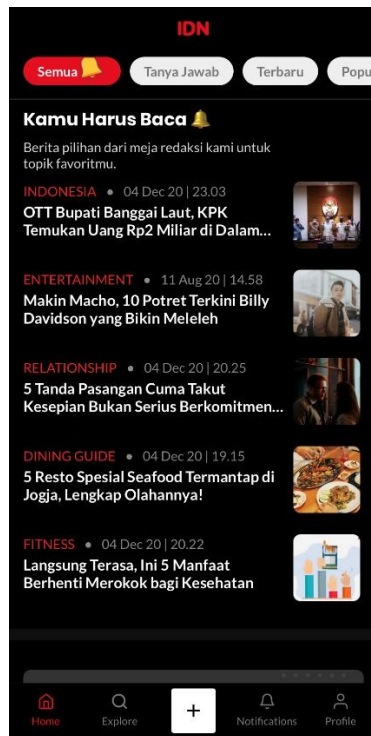 IDN
Semua
Tanya Jawab
Terbaru
Popu
Kamu Harus Baca
Berita pilihan dari meja redaksi kami untuk
topik favoritmu.
INDONESIA • 04 Dec 20 | 23.03
OTT Bupati Banggai Laut, KPK
Temukan Uang Rp2 Miliar di Dalam...
ENTERTAINMENT • 11 Aug 20 | 14.58
Makin Macho, 10 Potret Terkini Billy
Davidson yang Bikin Meleleh
RELATIONSHIP • 04 Dec 20 | 20.25
5 Tanda Pasangan Cuma Takut
Kesepian Bukan Serius Berkomitmen...
DINING GUIDE • 04 Dec 20 | 19.15
5 Resto Spesial Seafood Termantap di
Jogja, Lengkap Olahannya!
FITNESS • 04 Dec 20 | 20.22
Langsung Terasa, Ini 5 Manfaat
Berhenti Merokok bagi Kesehatan
Home
Explore
+
Notifications
Profile